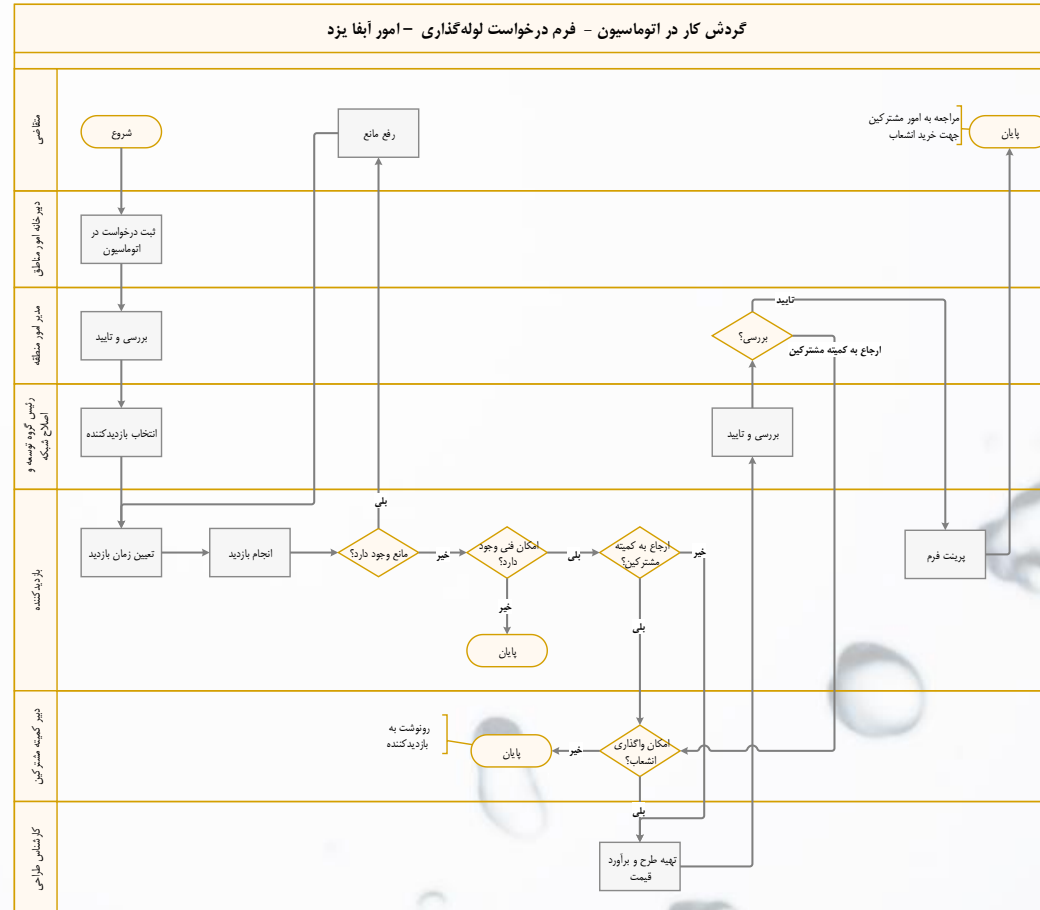 گردش کار در اتوماسیون - فرم درخواست لوله‌گذاری - امور آبفا یزد
متقاضی
شروع
رفع مانع
مراجعه به امور مشترکین
جهت خرید انشعاب
پایان
دبیرخانه امور مناطق
ثبت درخواست در
اتوماسیون
مدیر امور منطقه
بررسی و تایید
بررسی؟
تایید
ارجاع به کمیته مشترکین
رئیس گروه توسعه و
اصلاح شبکه
انتخاب بازدیدکننده
بررسی و تایید
بازدیدکننده
تعیین زمان بازدید
انجام بازدید
مانع وجود دارد؟
بلی
خیر
امکان فنی وجود
دارد؟
خیر
پایان
بلی
ارجاع به کمیته
مشترکین؟
خیر
بلی
پرینت فرم
دبیر کمیته مشترکین
امکان واگذاری
انشعاب؟
خیر
پایان
رونوشت به
بازدیدکننده
بلی
کارشناس طراحی
تهیه طرح و برآورد
قیمت